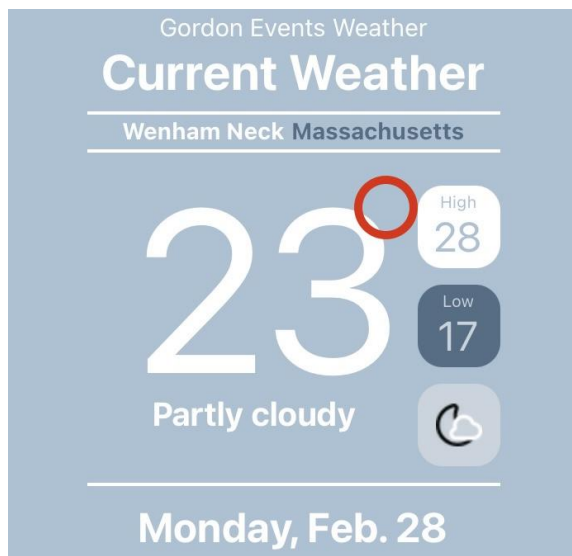 Gordon Events Weather
Current Weather
Wenham Neck Massachusetts
23
High
28
Low
17
Partly cloudy
Monday, Feb. 28